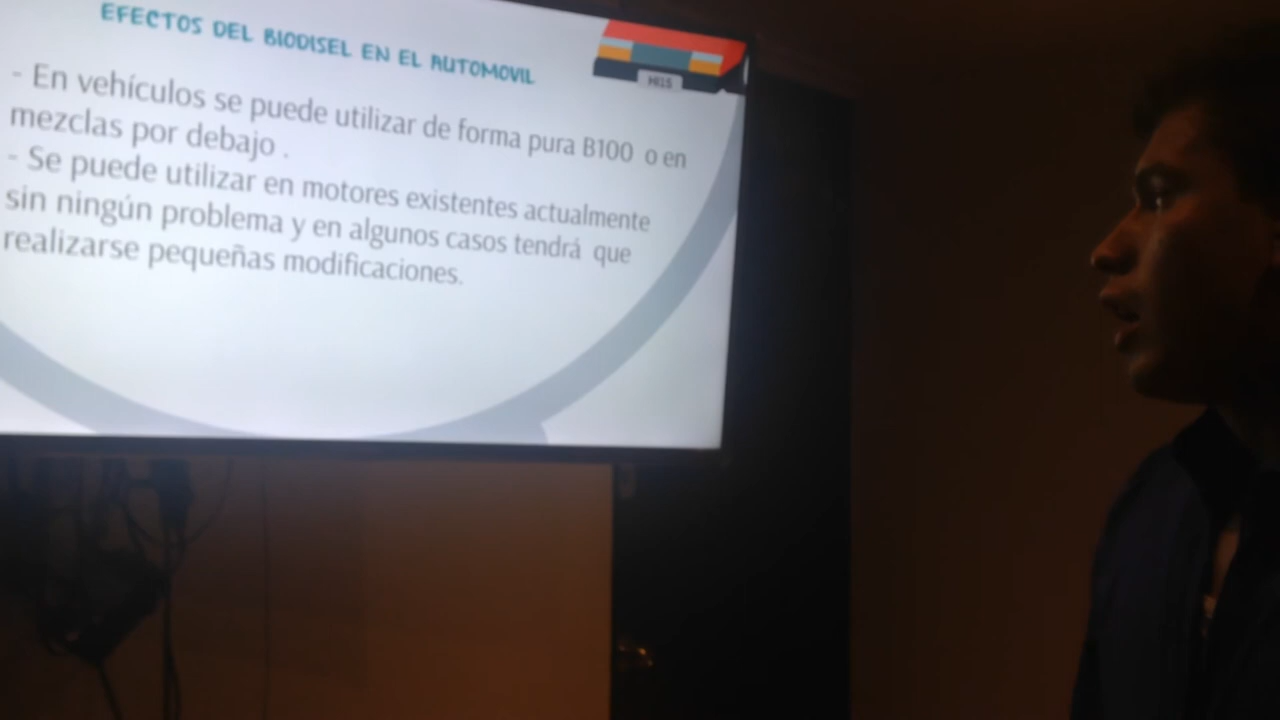 EFECTOS DEL BIODISEL EN EL AUTOMOVIL
- En vehículos se puede utilizar de forma pura B100 o en
mezclas por debajo .
- Se puede utilizar en motores existentes actualmente
sin ningún problema y en algunos casos tendrá que
realizarse pequeñas modificaciones.